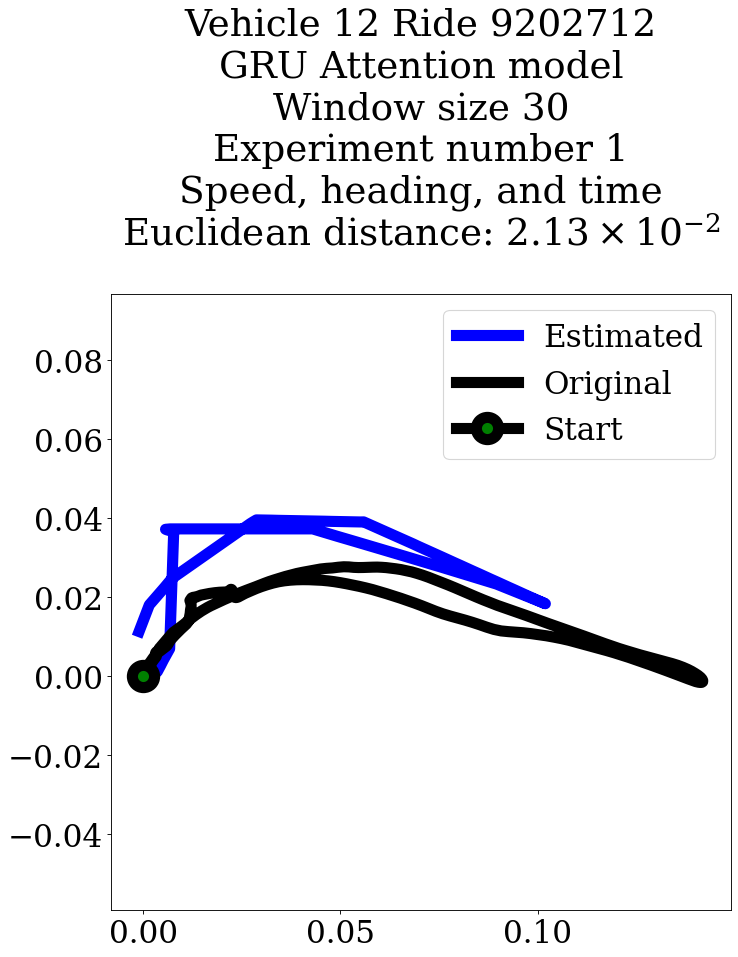 Vehicle 12 Ride 9202712
GRU Attention model
Window size 30
Experiment number 1
Speed, heading, and time
Euclidean distance: 2.13 × 10⁻²
Estimated
Original
Start
0.08
0.06
0.04
0.02
0.00
−0.02
−0.04
0.00 0.05 0.10